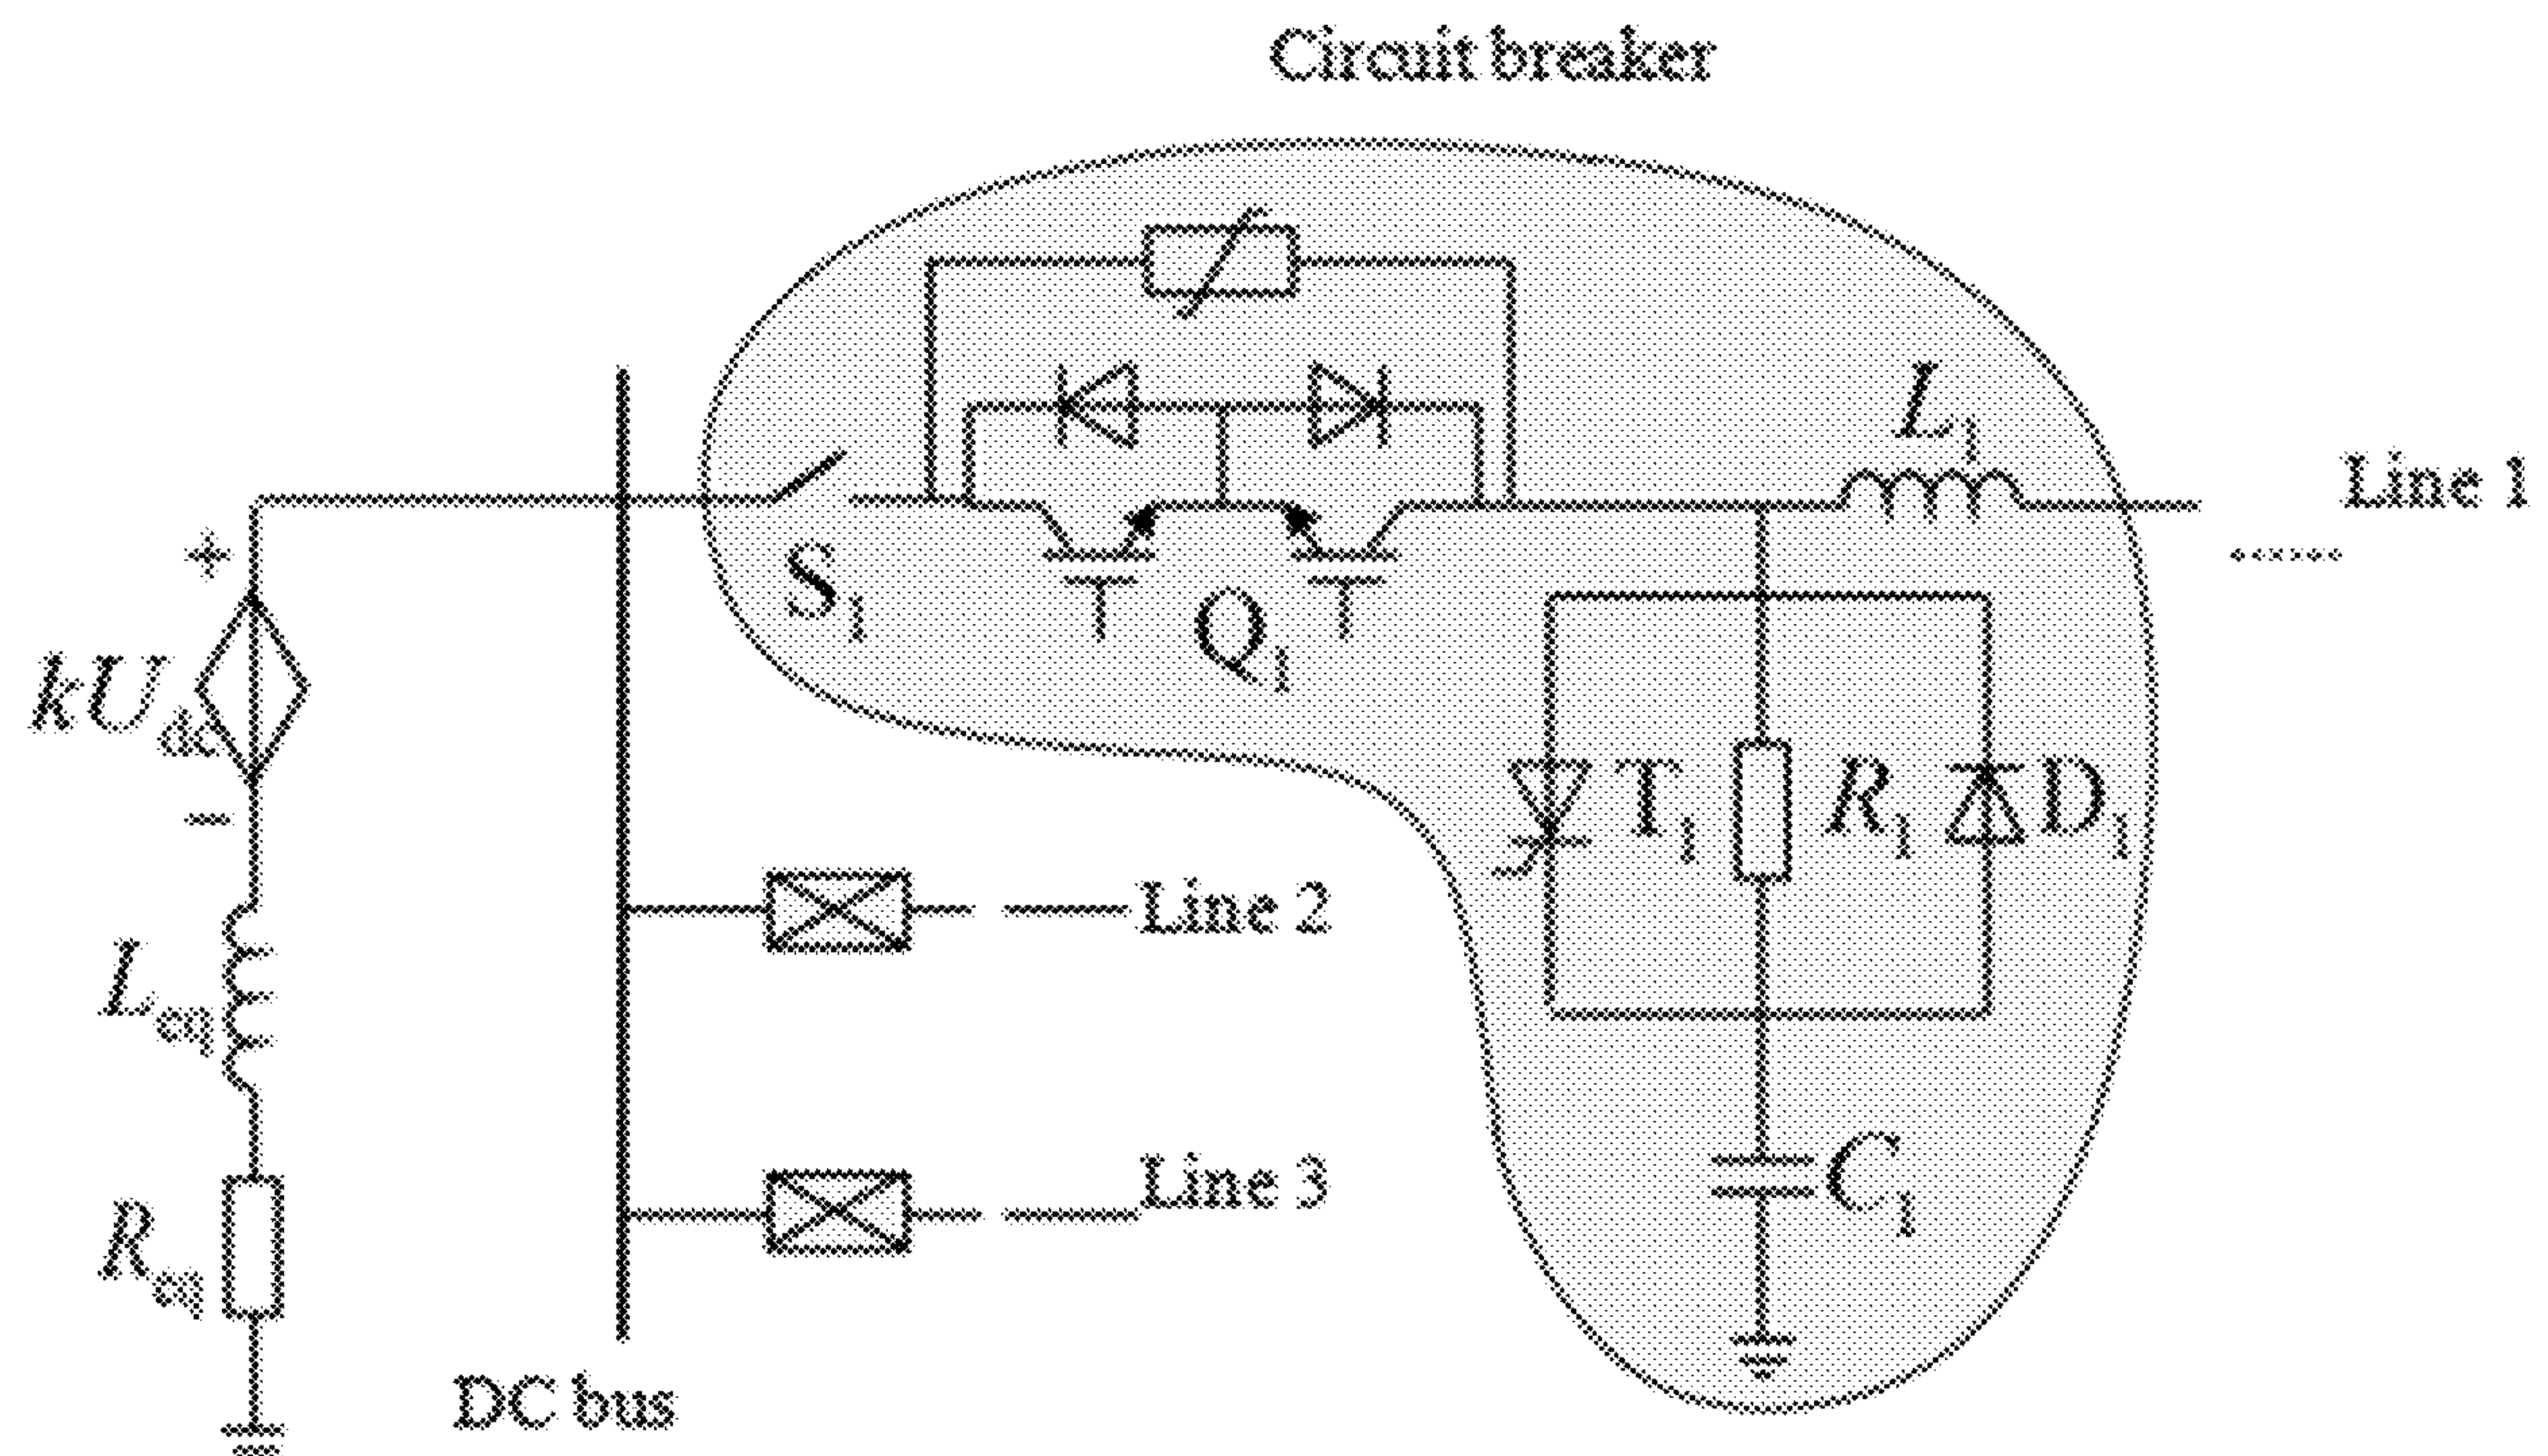 Circuit breaker
L1
Line 1
+
S1
Q1
kUdc
−
T1
R1
D1
Line 2
Leq
Line 3
C1
Req
DC bus